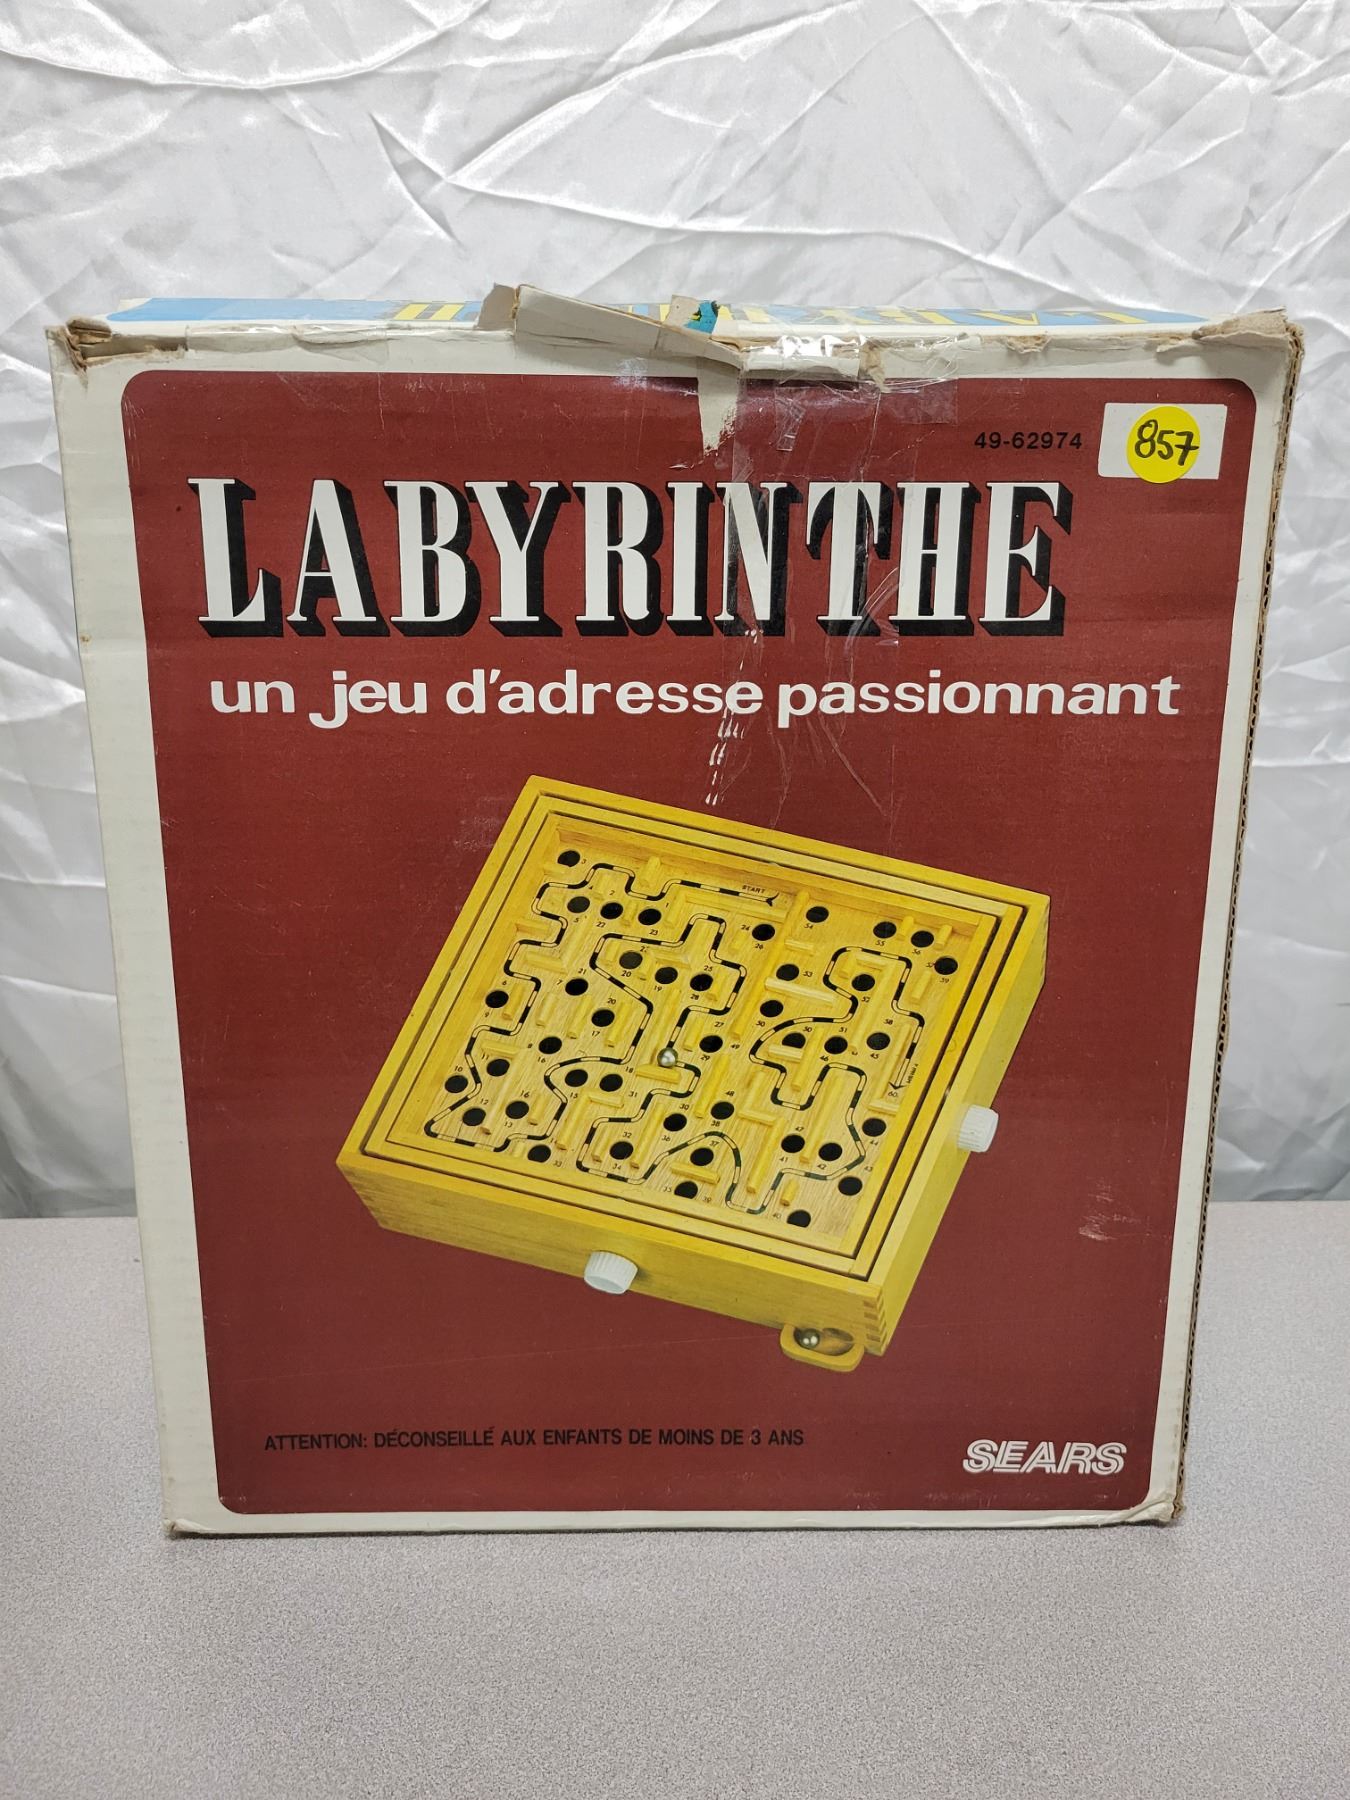 49-62974
857
LABYRINTHE
un jeu d'adresse passionnant
START
ATTENTION: DÉCONSEILLÉ AUX ENFANTS DE MOINS DE 3 ANS
SEARS